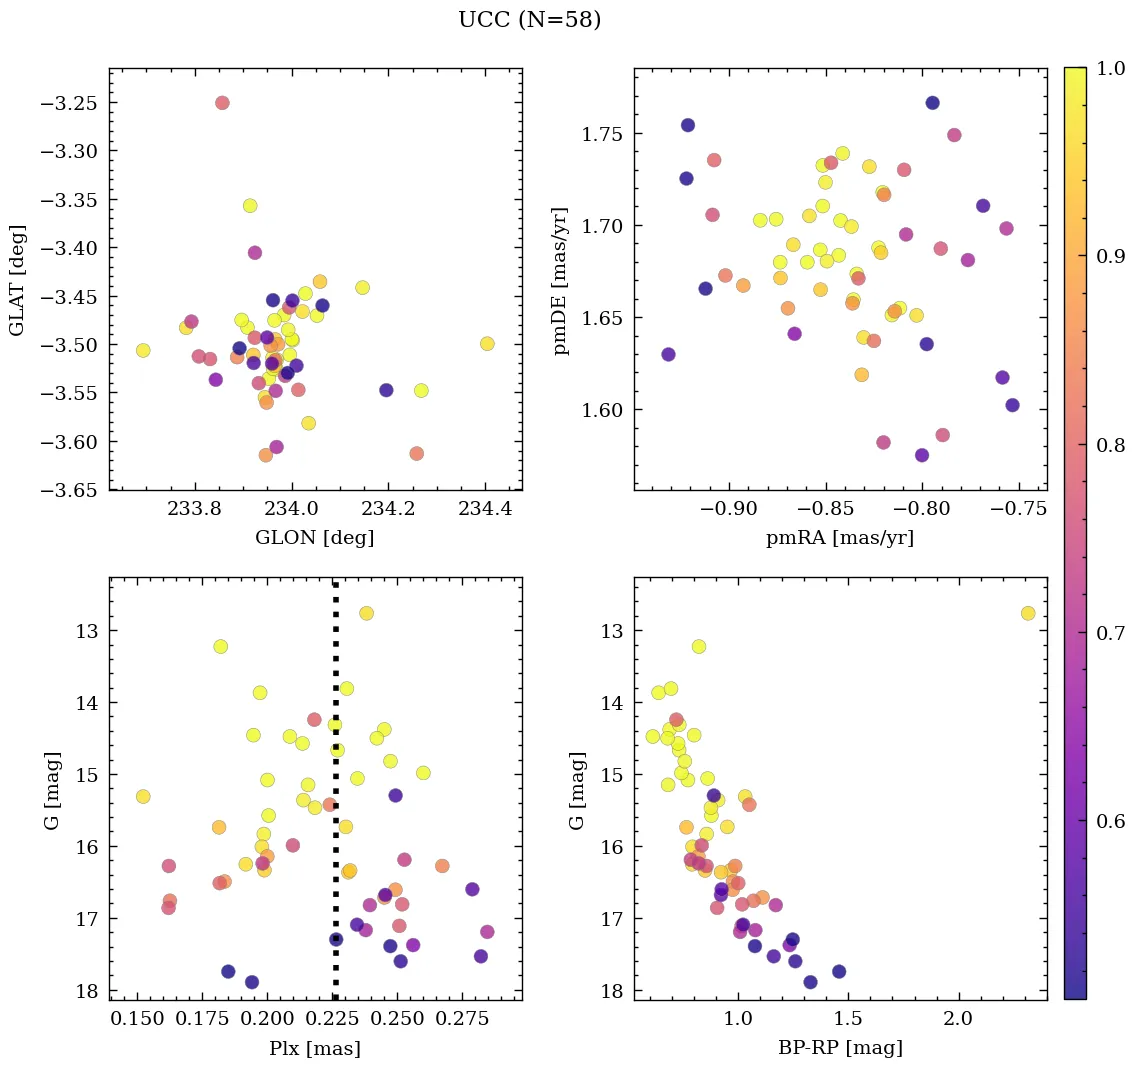 UCC (N=58)
−3.25
−3.30
−3.35
−3.40
−3.45
−3.50
−3.55
−3.60
−3.65
GLAT [deg]
233.8 234.0 234.2 234.4
GLON [deg]
1.75
1.70
1.65
1.60
pmDE [mas/yr]
−0.90 −0.85 −0.80 −0.75
pmRA [mas/yr]
1.0
0.9
0.8
0.7
0.6
13
14
15
16
17
18
G [mag]
0.150 0.175 0.200 0.225 0.250 0.275
Plx [mas]
13
14
15
16
17
18
G [mag]
1.0 1.5 2.0
BP-RP [mag]